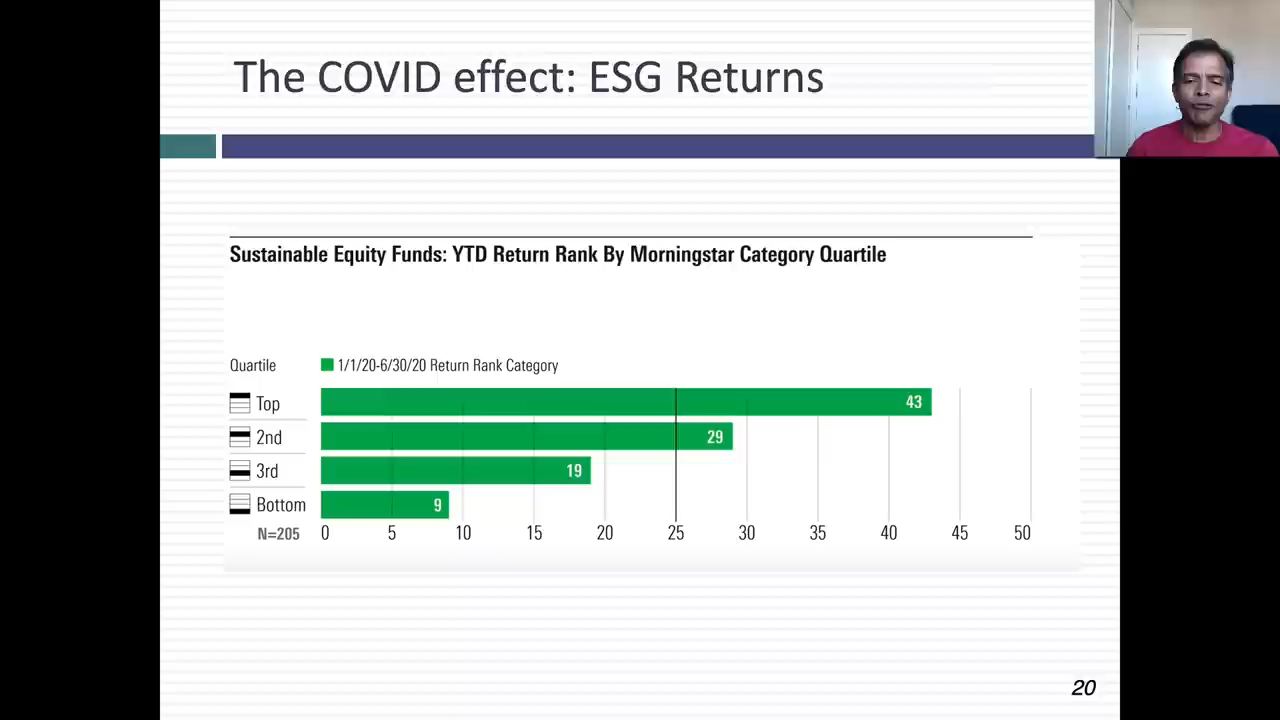 The COVID effect: ESG Returns
Sustainable Equity Funds: YTD Return Rank By Morningstar Category Quartile
Quartile 1/1/20-6/30/20 Return Rank Category
Top 43
2nd 29
3rd 19
Bottom 9
N=205 0 5 10 15 20 25 30 35 40 45 50
20